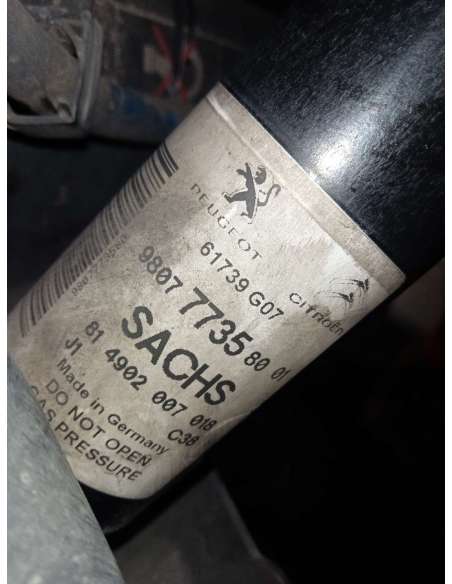 PEUGEOT
CITROËN
61739 G07
9807 7735 80 01
SACHS
81 4902 007 018
J1
C38
Made in Germany
DO NOT OPEN
GAS PRESSURE